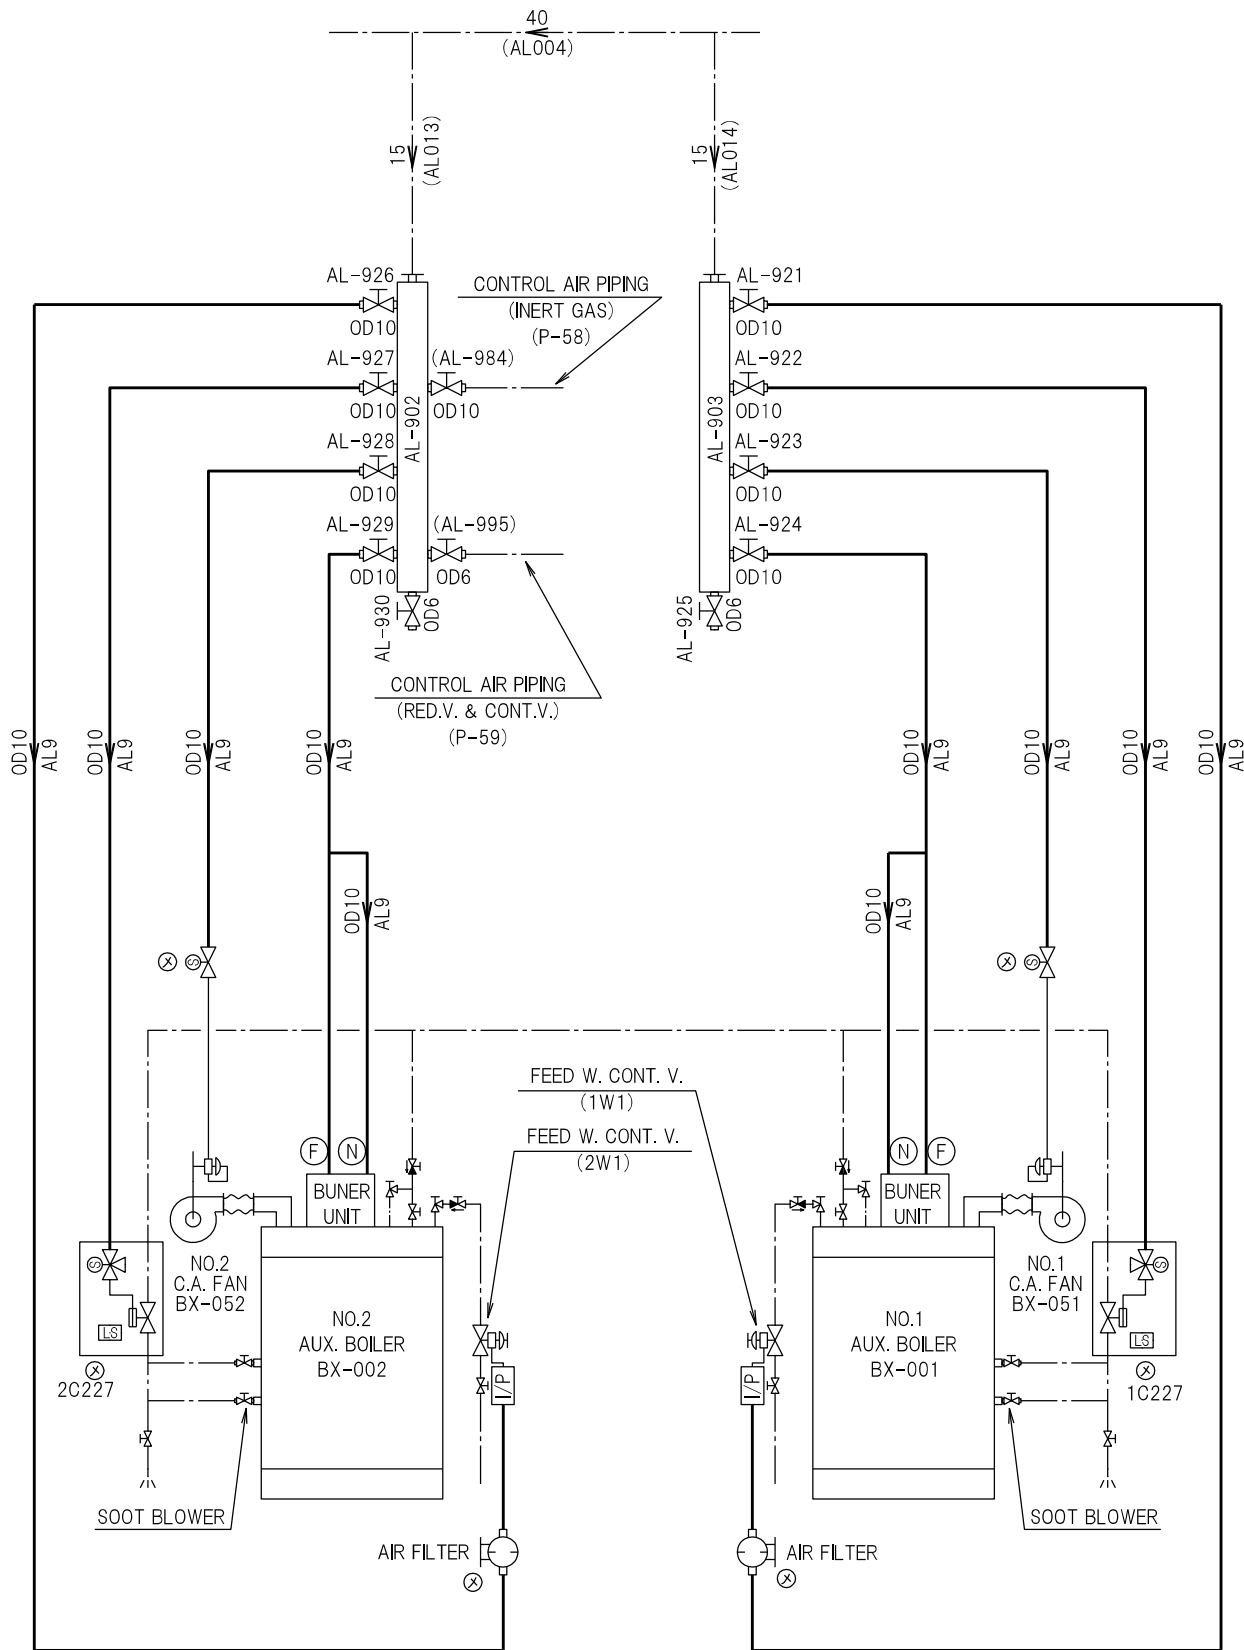 40
(AL004)
15
(AL013)
15
(AL014)
AL-926
OD10
AL-927
OD10
AL-928
OD10
AL-929
OD10
AL-902
(AL-984)
OD10
(AL-995)
OD6
AL-930
OD6
CONTROL AIR PIPING
(INERT GAS)
(P-58)
CONTROL AIR PIPING
(RED.V. & CONT.V.)
(P-59)
AL-903
AL-921
OD10
AL-922
OD10
AL-923
OD10
AL-924
OD10
AL-925
OD6
OD10
AL9
OD10
AL9
OD10
AL9
OD10
AL9
OD10
AL9
OD10
AL9
OD10
AL9
OD10
AL9
OD10
AL9
OD10
AL9
X
S
X
S
FEED W. CONT. V.
(1W1)
FEED W. CONT. V.
(2W1)
F
N
N
F
BUNER
UNIT
BUNER
UNIT
S
LS
X
2C227
NO.2
C.A. FAN
BX-052
NO.2
AUX. BOILER
BX-002
I/P
I/P
NO.1
AUX. BOILER
BX-001
NO.1
C.A. FAN
BX-051
S
LS
X
1C227
SOOT BLOWER
SOOT BLOWER
AIR FILTER
X
AIR FILTER
X